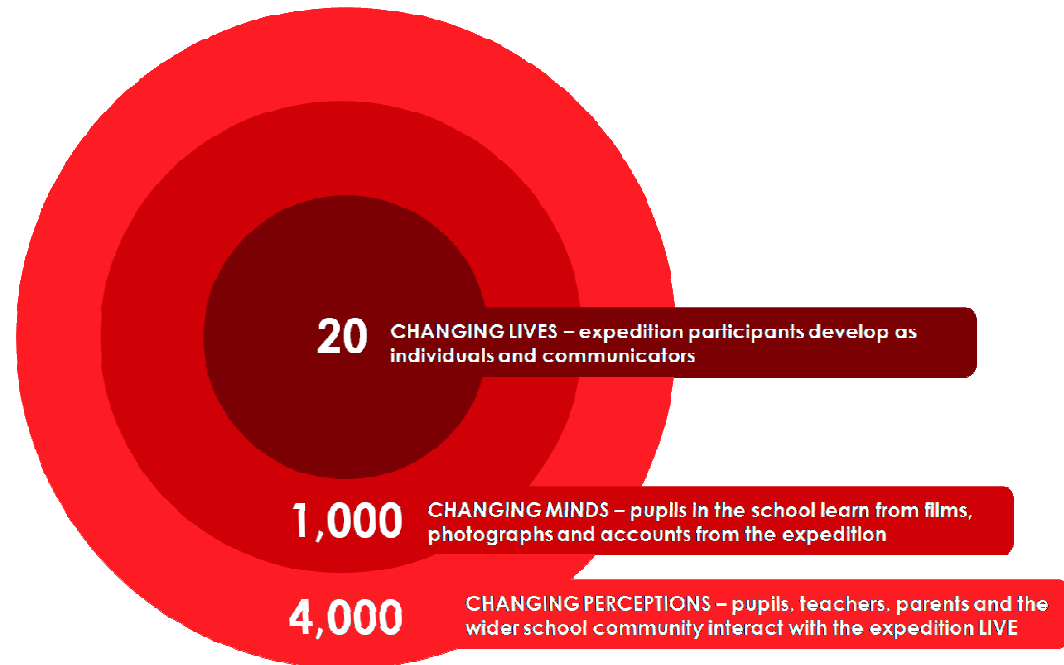 20 CHANGING LIVES – expedition participants develop as
individuals and communicators
1,000 CHANGING MINDS – pupils in the school learn from films,
photographs and accounts from the expedition
4,000 CHANGING PERCEPTIONS – pupils, teachers, parents and the
wider school community interact with the expedition LIVE